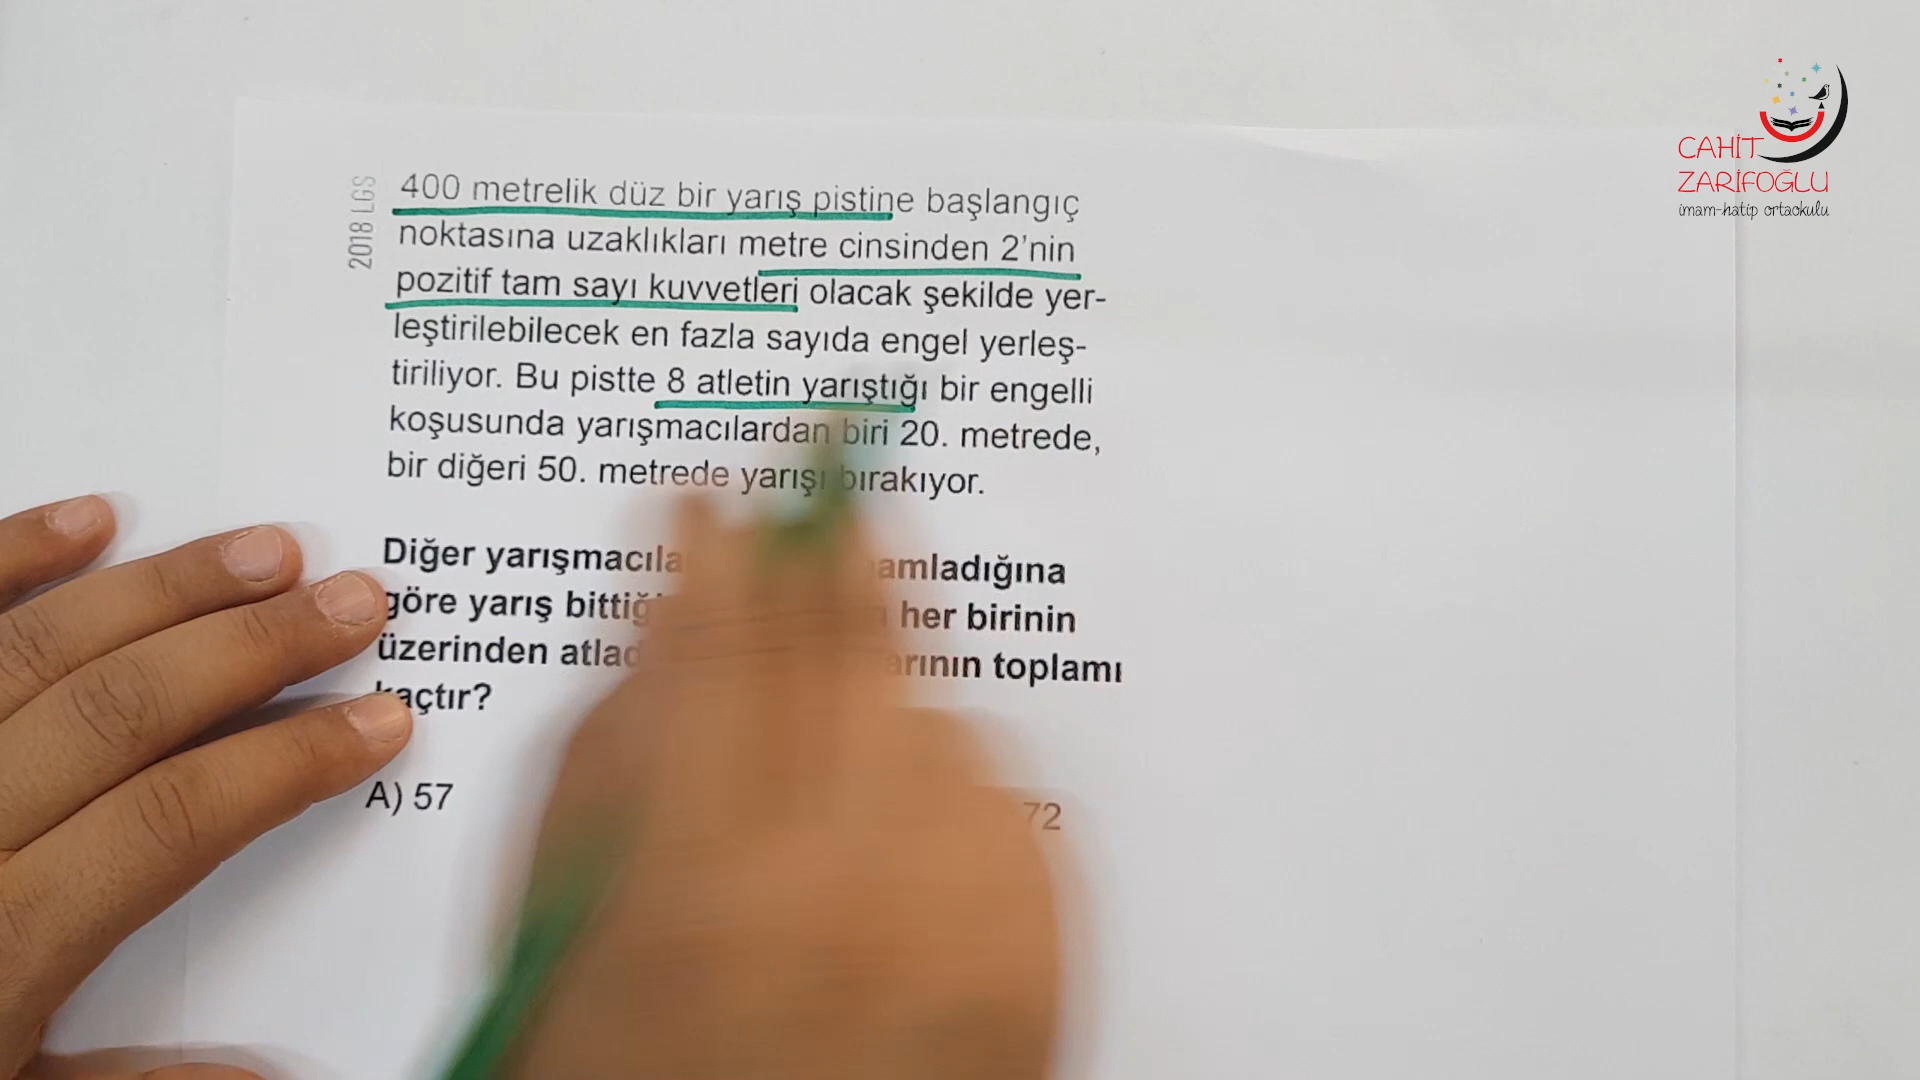 2018 LGS
400 metrelik düz bir yarış pistine başlangıç
noktasına uzaklıkları metre cinsinden 2’nin
pozitif tam sayı kuvvetleri olacak şekilde yer-
leştirilebilecek en fazla sayıda engel yerleş-
tiriliyor. Bu pistte 8 atletin yarıştığı bir engelli
koşusunda yarışmacılardan biri 20. metrede,
bir diğeri 50. metrede yarışı bırakıyor.
Diğer yarışmacıla amladığına
göre yarış bittiğ her birinin
üzerinden atlad arının toplamı
kaçtır?
A) 57
72
CAHİT
ZARİFOĞLU
imam-hatip ortaokulu